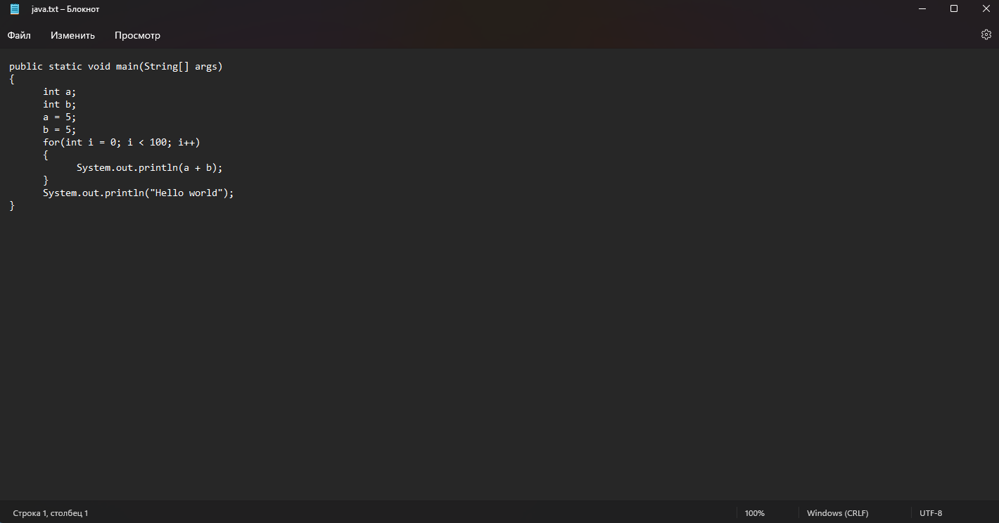 java.txt – Блокнот
Файл Изменить Просмотр
public static void main(String[] args)
{
      int a;
      int b;
      a = 5;
      b = 5;
      for(int i = 0; i < 100; i++)
      {
            System.out.println(a + b);
      }
      System.out.println("Hello world");
}
Строка 1, столбец 1 100% Windows (CRLF) UTF-8